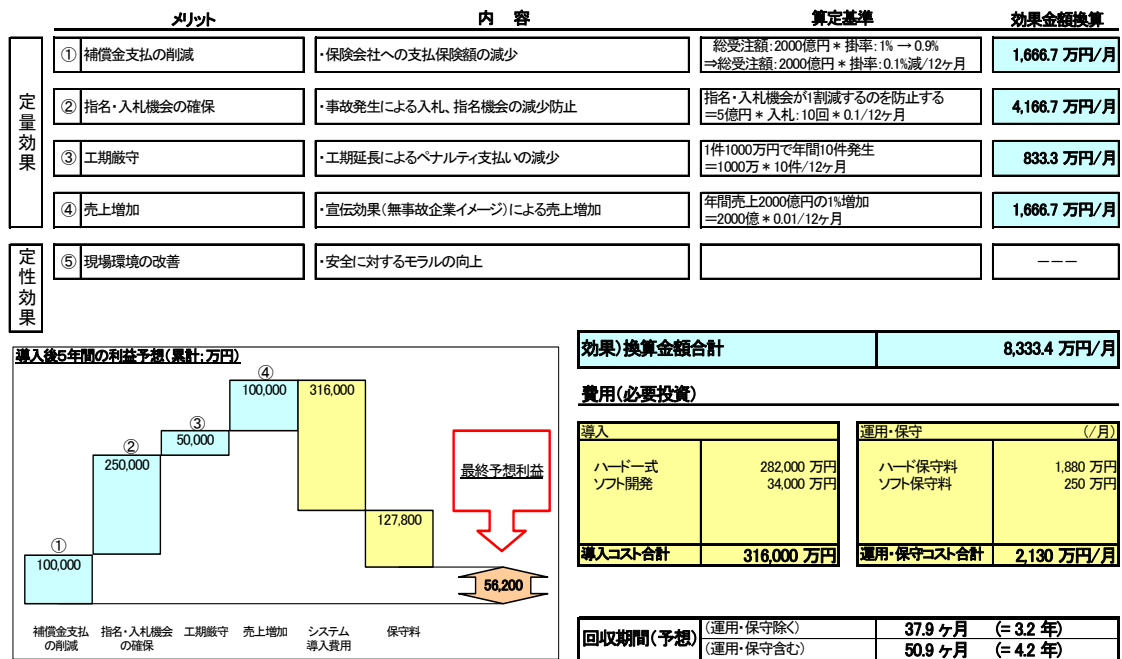 メリット 内 容 算定基準 効果金額換算
定量効果
① 補償金支払の削減 ・保険会社への支払保険額の減少 総受注額:2000億円*掛率:1% → 0.9%
⇒総受注額:2000億円*掛率:0.1%減/12ヶ月 1,666.7 万円/月
② 指名・入札機会の確保 ・事故発生による入札、指名機会の減少防止 指名・入札機会が1割減するのを防止する
=5億円*入札:10回*0.1/12ヶ月 4,166.7 万円/月
③ 工期厳守 ・工期延長によるペナルティ支払いの減少 1件1000万円で年間10件発生
=1000万*10件/12ヶ月 833.3 万円/月
④ 売上増加 ・宣伝効果(無事故企業イメージ)による売上増加 年間売上2000億円の1%増加
=2000億*0.01/12ヶ月 1,666.7 万円/月
定性効果
⑤ 現場環境の改善 ・安全に対するモラルの向上 ---
導入後5年間の利益予想(累計:万円)
① 100,000
② 250,000
③ 50,000
④ 100,000
316,000
127,800
最終予想利益
56,200
補償金支払の削減
指名・入札機会の確保
工期厳守
売上増加
システム導入費用
保守料
効果)換算金額合計 8,333.4 万円/月
費用(必要投資)
導入
ハード一式 282,000 万円
ソフト開発 34,000 万円
導入コスト合計 316,000 万円
運用・保守 (/月)
ハード保守料 1,880 万円
ソフト保守料 250 万円
運用・保守コスト合計 2,130 万円/月
回収期間(予想)
(運用・保守除く) 37.9 ヶ月 (= 3.2 年)
(運用・保守含む) 50.9 ヶ月 (= 4.2 年)